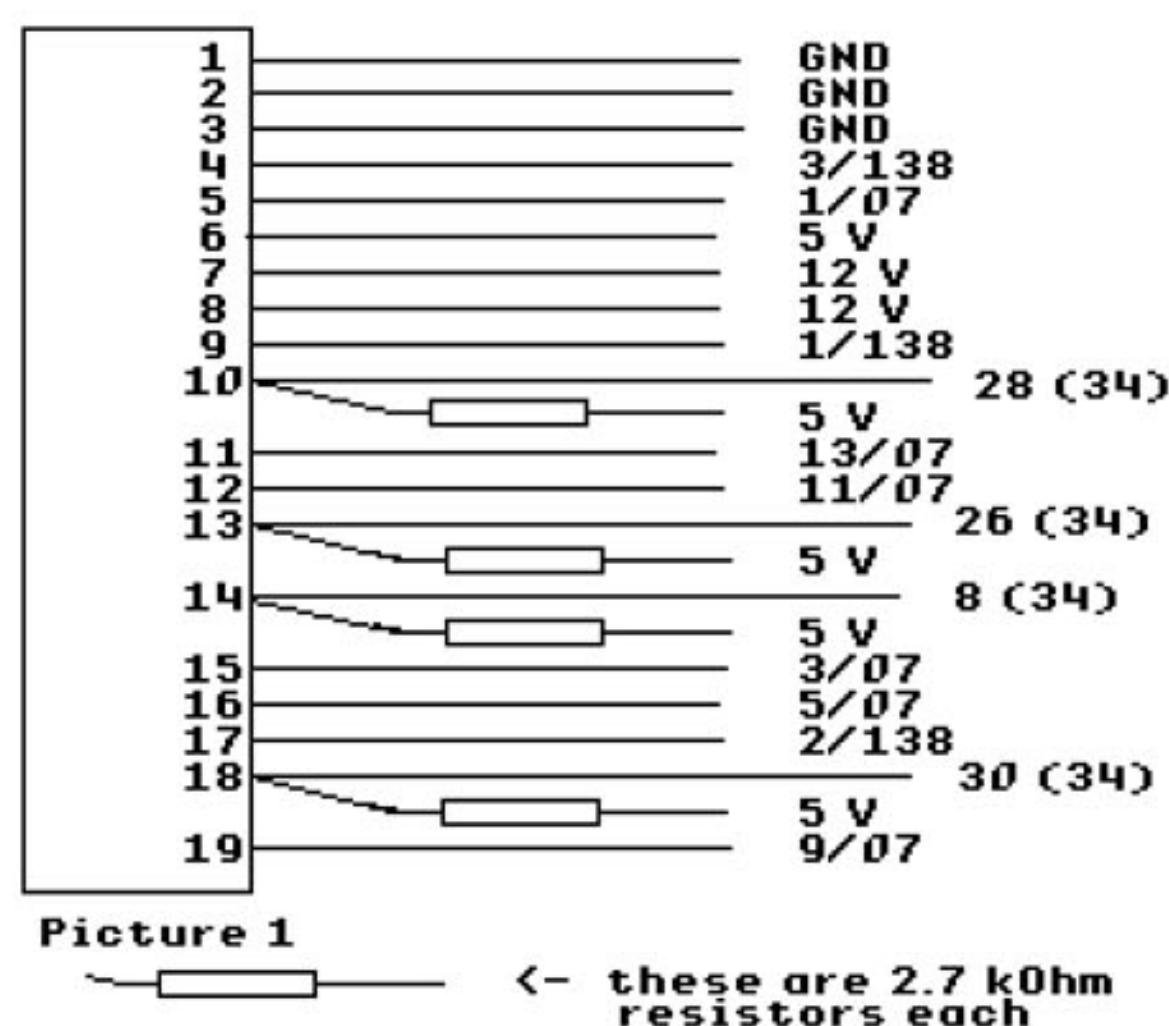 1 GND
2 GND
3 GND
4 3/138
5 1/07
6 5 V
7 12 V
8 12 V
9 1/138
10 28 (34)
5 V
11 13/07
12 11/07
13 26 (34)
5 V
14 8 (34)
5 V
15 3/07
16 5/07
17 2/138
18 30 (34)
5 V
19 9/07
Picture 1
<- these are 2.7 kOhm
resistors each